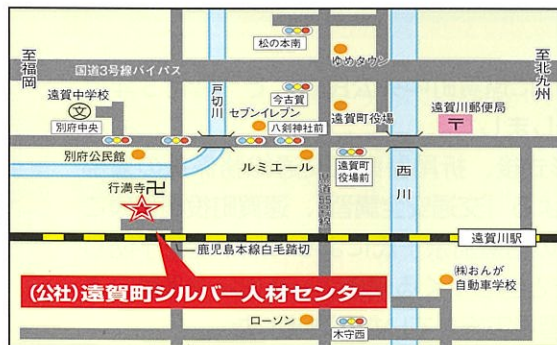 松の本南
至福岡
至北九州
ゆめタウン
国道3号線バイパス
戸切川
遠賀中学校
文
今古賀
セブンイレブン
遠賀町役場
遠賀川郵便局
〒
別府中央
八剣神社前
別府公民館
ルミエール
遠賀町
役場前
西川
行満寺卍
遠賀川駅
鹿児島本線白毛踏切
(公社)遠賀町シルバー人材センター
(株)おんが
自動車学校
ローソン
木守西